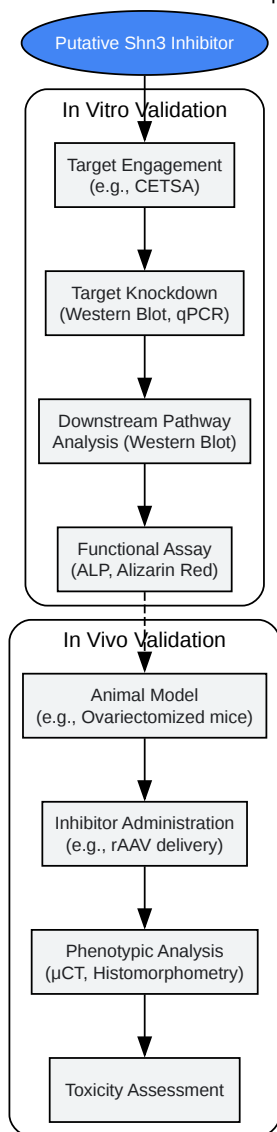 Putative Shn3 Inhibitor
In Vitro Validation
Target Engagement
(e.g., CETSA)
Target Knockdown
(Western Blot, qPCR)
Downstream Pathway
Analysis (Western Blot)
Functional Assay
(ALP, Alizarin Red)
In Vivo Validation
Animal Model
(e.g., Ovariectomized mice)
Inhibitor Administration
(e.g., rAAV delivery)
Phenotypic Analysis
(μCT, Histomorphometry)
Toxicity Assessment